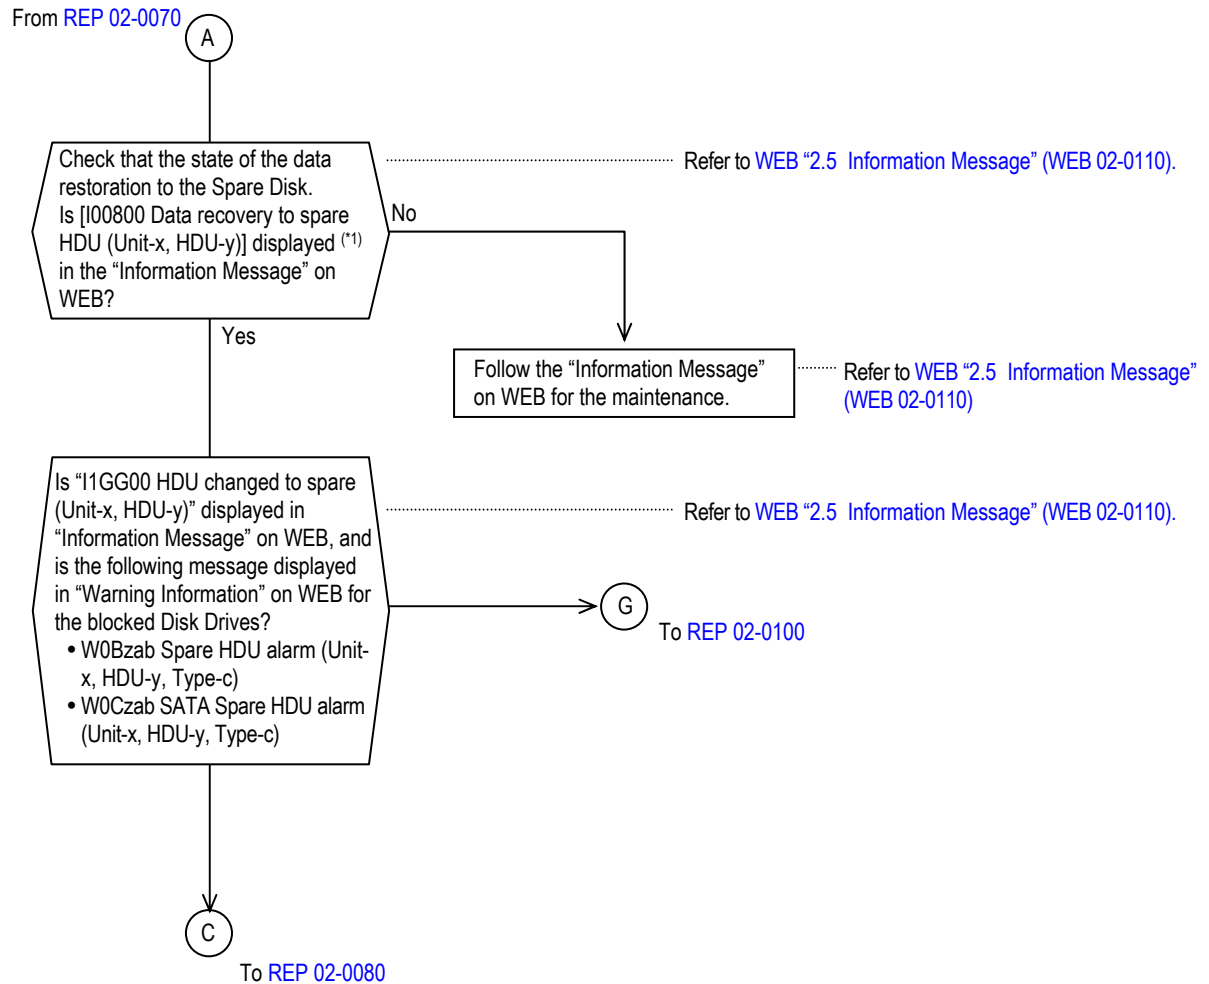 From REP 02-0070
A
Check that the state of the data
restoration to the Spare Disk.
Is [I00800 Data recovery to spare
HDU (Unit-x, HDU-y)] displayed (*1)
in the “Information Message” on
WEB?
Refer to WEB “2.5 Information Message” (WEB 02-0110).
No
Yes
Follow the “Information Message”
on WEB for the maintenance.
Refer to WEB “2.5 Information Message”
(WEB 02-0110)
Is “I1GG00 HDU changed to spare
(Unit-x, HDU-y)” displayed in
“Information Message” on WEB, and
is the following message displayed
in “Warning Information” on WEB for
the blocked Disk Drives?
• W0Bzab Spare HDU alarm (Unit-
x, HDU-y, Type-c)
• W0Czab SATA Spare HDU alarm
(Unit-x, HDU-y, Type-c)
Refer to WEB “2.5 Information Message” (WEB 02-0110).
G
To REP 02-0100
C
To REP 02-0080